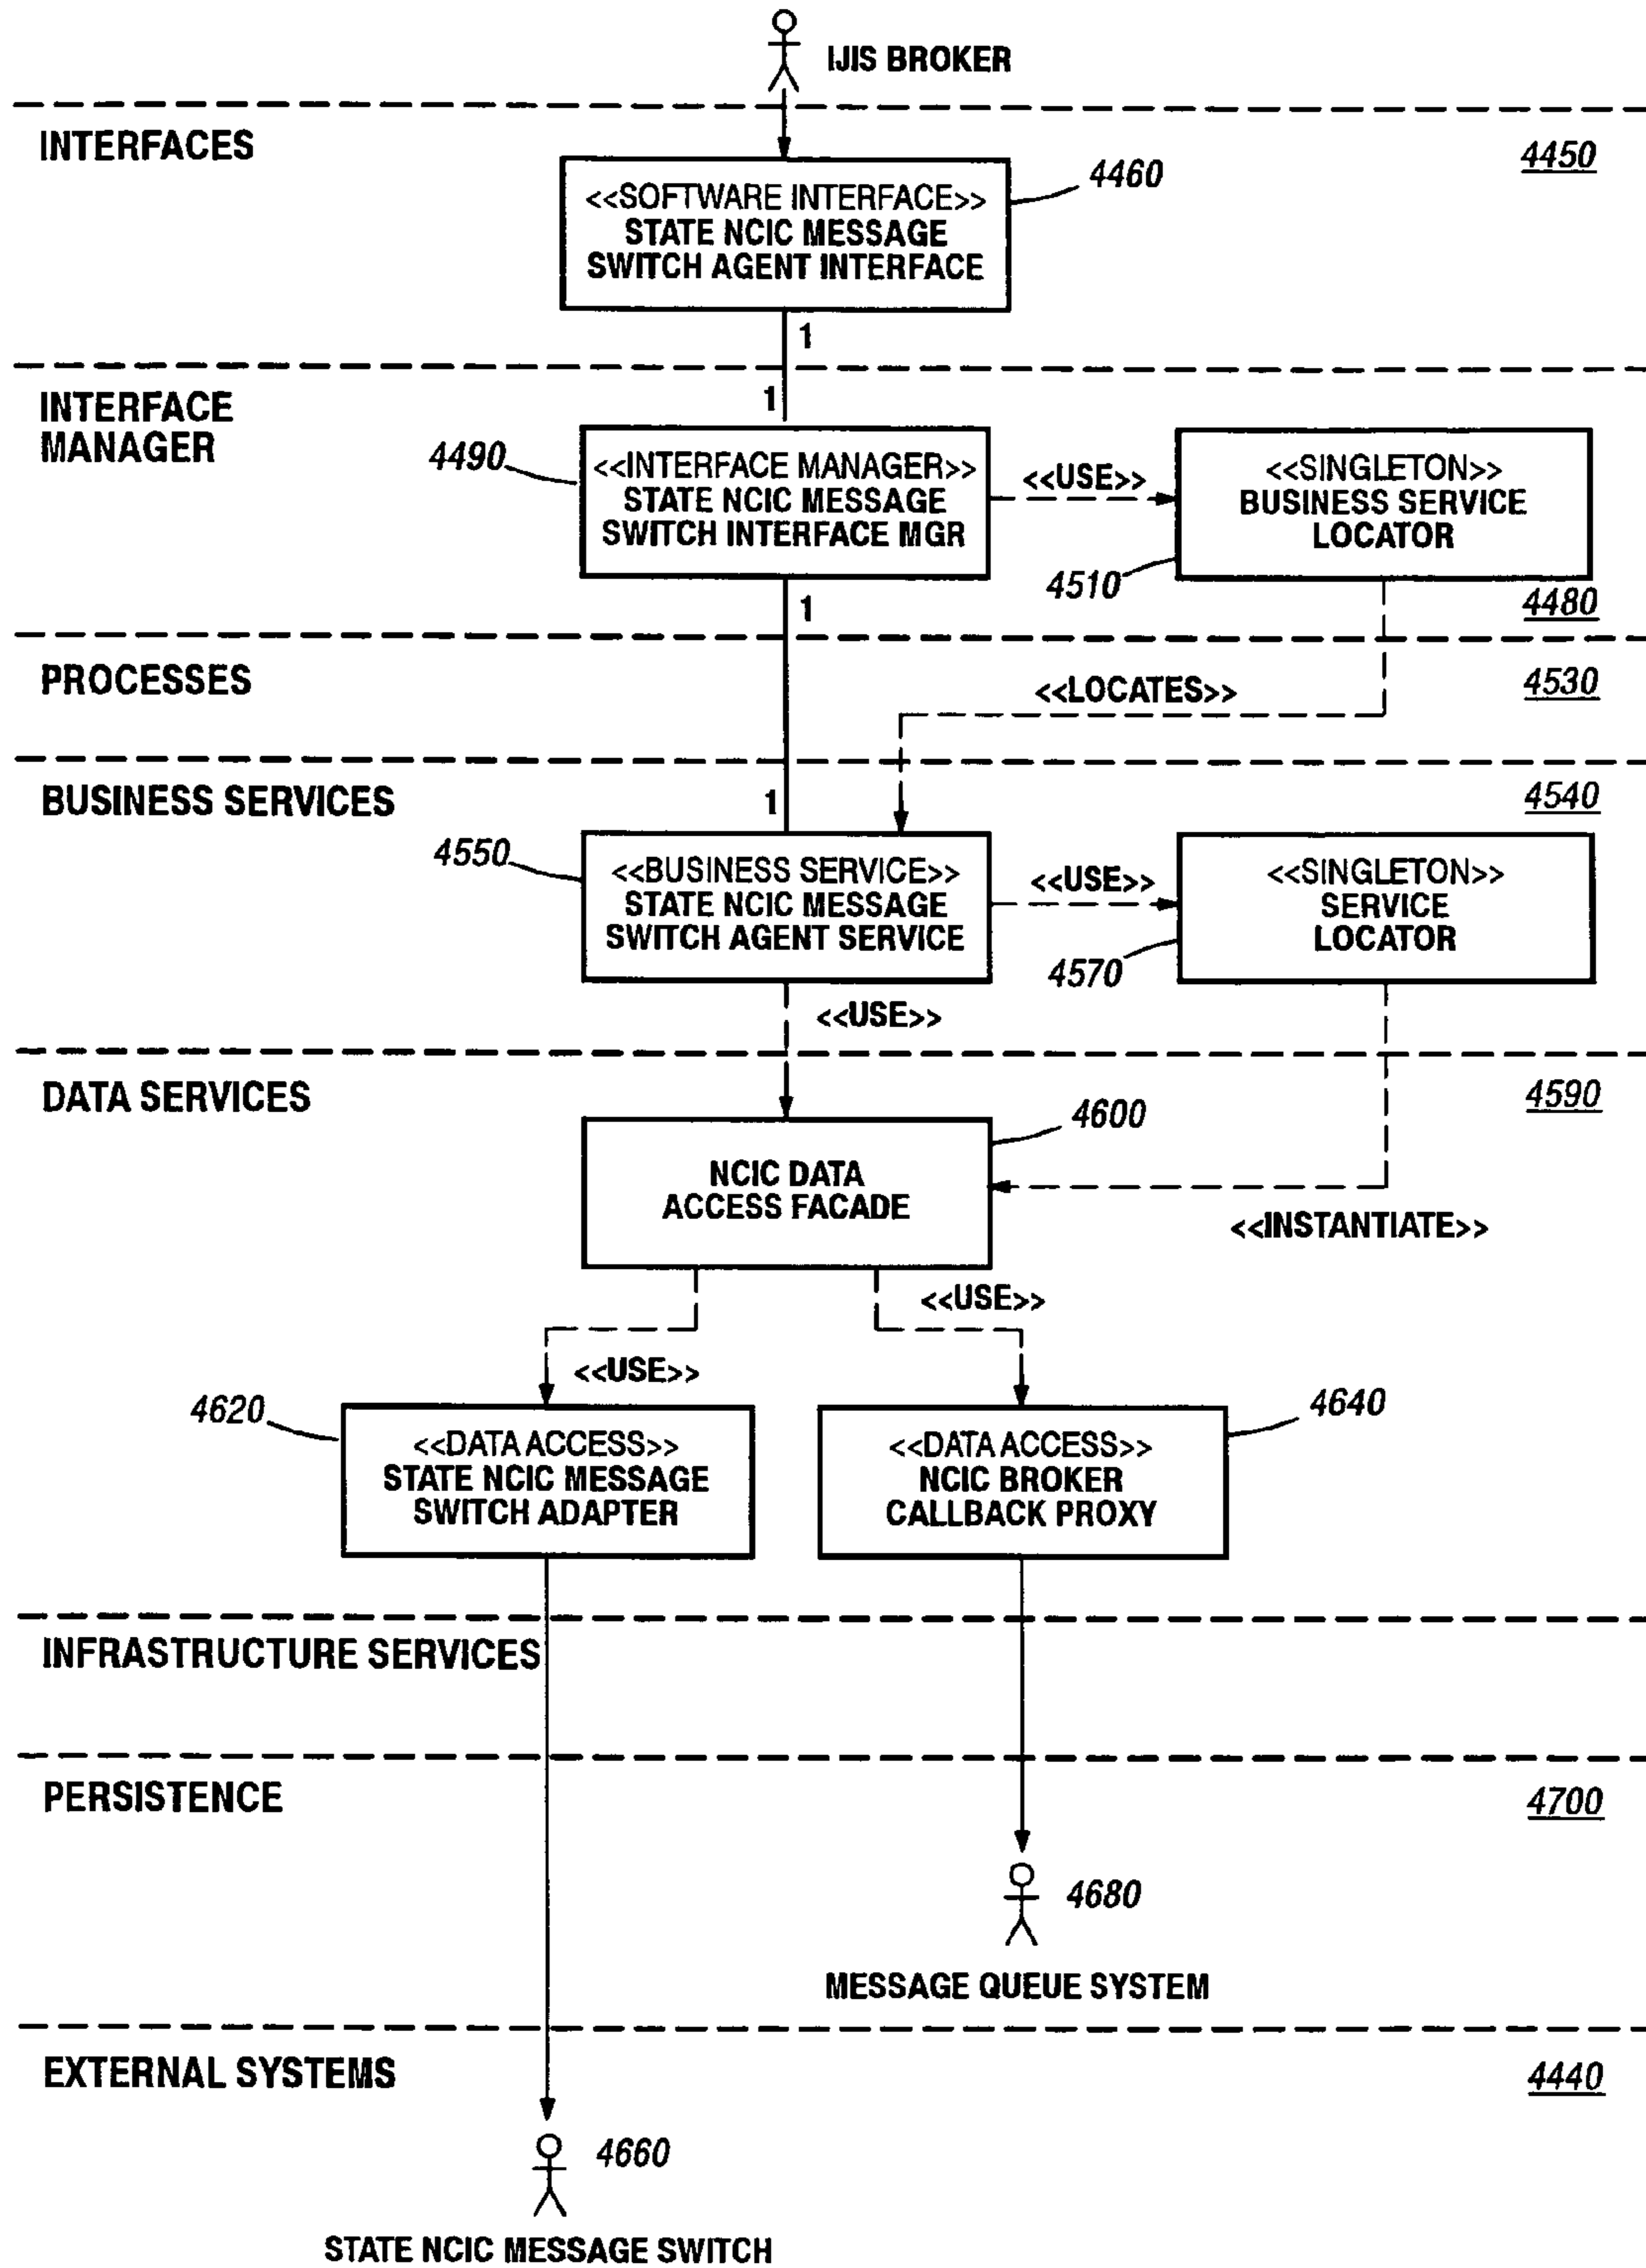 IJIS BROKER
INTERFACES
4450
4460
<<SOFTWARE INTERFACE>>
STATE NCIC MESSAGE
SWITCH AGENT INTERFACE
1
INTERFACE
MANAGER
1
4490
<<INTERFACE MANAGER>>
STATE NCIC MESSAGE
SWITCH INTERFACE MGR
<<USE>>
<<SINGLETON>>
BUSINESS SERVICE
LOCATOR
4510
4480
1
PROCESSES
4530
<<LOCATES>>
BUSINESS SERVICES
4540
1
4550
<<BUSINESS SERVICE>>
STATE NCIC MESSAGE
SWITCH AGENT SERVICE
<<USE>>
<<SINGLETON>>
SERVICE
LOCATOR
4570
<<USE>>
DATA SERVICES
4590
4600
NCIC DATA
ACCESS FACADE
<<INSTANTIATE>>
<<USE>>
<<USE>>
4620
<<DATA ACCESS>>
STATE NCIC MESSAGE
SWITCH ADAPTER
<<DATA ACCESS>>
NCIC BROKER
CALLBACK PROXY
4640
INFRASTRUCTURE SERVICES
PERSISTENCE
4700
4680
MESSAGE QUEUE SYSTEM
EXTERNAL SYSTEMS
4440
4660
STATE NCIC MESSAGE SWITCH